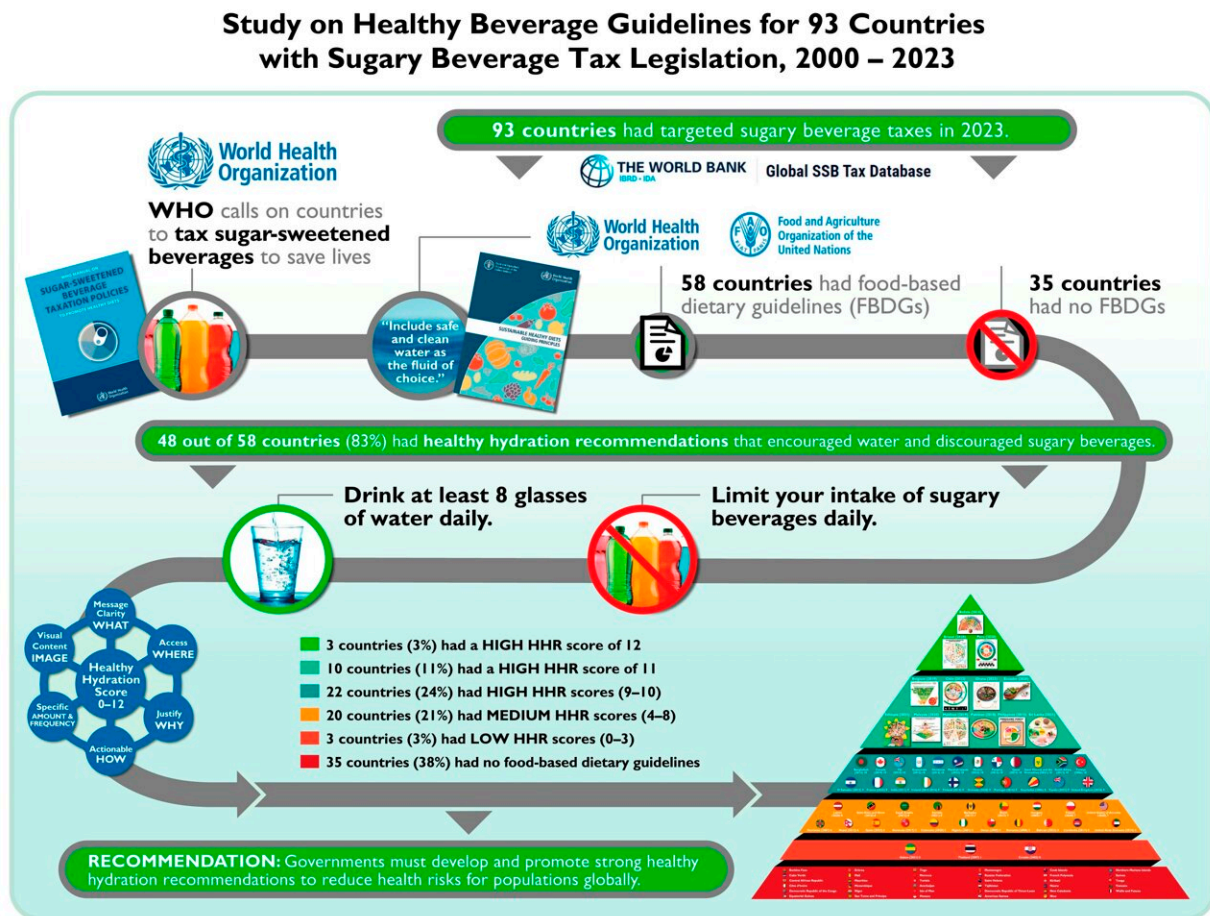 Study on Healthy Beverage Guidelines for 93 Countries
with Sugary Beverage Tax Legislation, 2000 – 2023
93 countries had targeted sugary beverage taxes in 2023.
World Health
Organization
THE WORLD BANK
IBRD • IDA
Global SSB Tax Database
WHO calls on countries
to tax sugar-sweetened
beverages to save lives
World Health
Organization
FAO
FIAT PANIS
Food and Agriculture
Organization of the
United Nations
58 countries had food-based
dietary guidelines (FBDGs)
35 countries
had no FBDGs
SUGAR-SWEETENED
BEVERAGE
TAXATION POLICIES
World Health
Organization
"Include safe
and clean
water as
the fluid of
choice."
SUSTAINABLE HEALTHY DIETS
GUIDING PRINCIPLES
48 out of 58 countries (83%) had healthy hydration recommendations that encouraged water and discouraged sugary beverages.
Drink at least 8 glasses
of water daily.
Limit your intake of sugary
beverages daily.
Message
Clarity
WHAT
Visual
Content
IMAGE
Access
WHERE
Healthy
Hydration
Score
0–12
Specific
AMOUNT &
FREQUENCY
Justify
WHY
Actionable
HOW
3 countries (3%) had a HIGH HHR score of 12
10 countries (11%) had a HIGH HHR score of 11
22 countries (24%) had HIGH HHR scores (9–10)
20 countries (21%) had MEDIUM HHR scores (4–8)
3 countries (3%) had LOW HHR scores (0–3)
35 countries (38%) had no food-based dietary guidelines
RECOMMENDATION: Governments must develop and promote strong healthy
hydration recommendations to reduce health risks for populations globally.